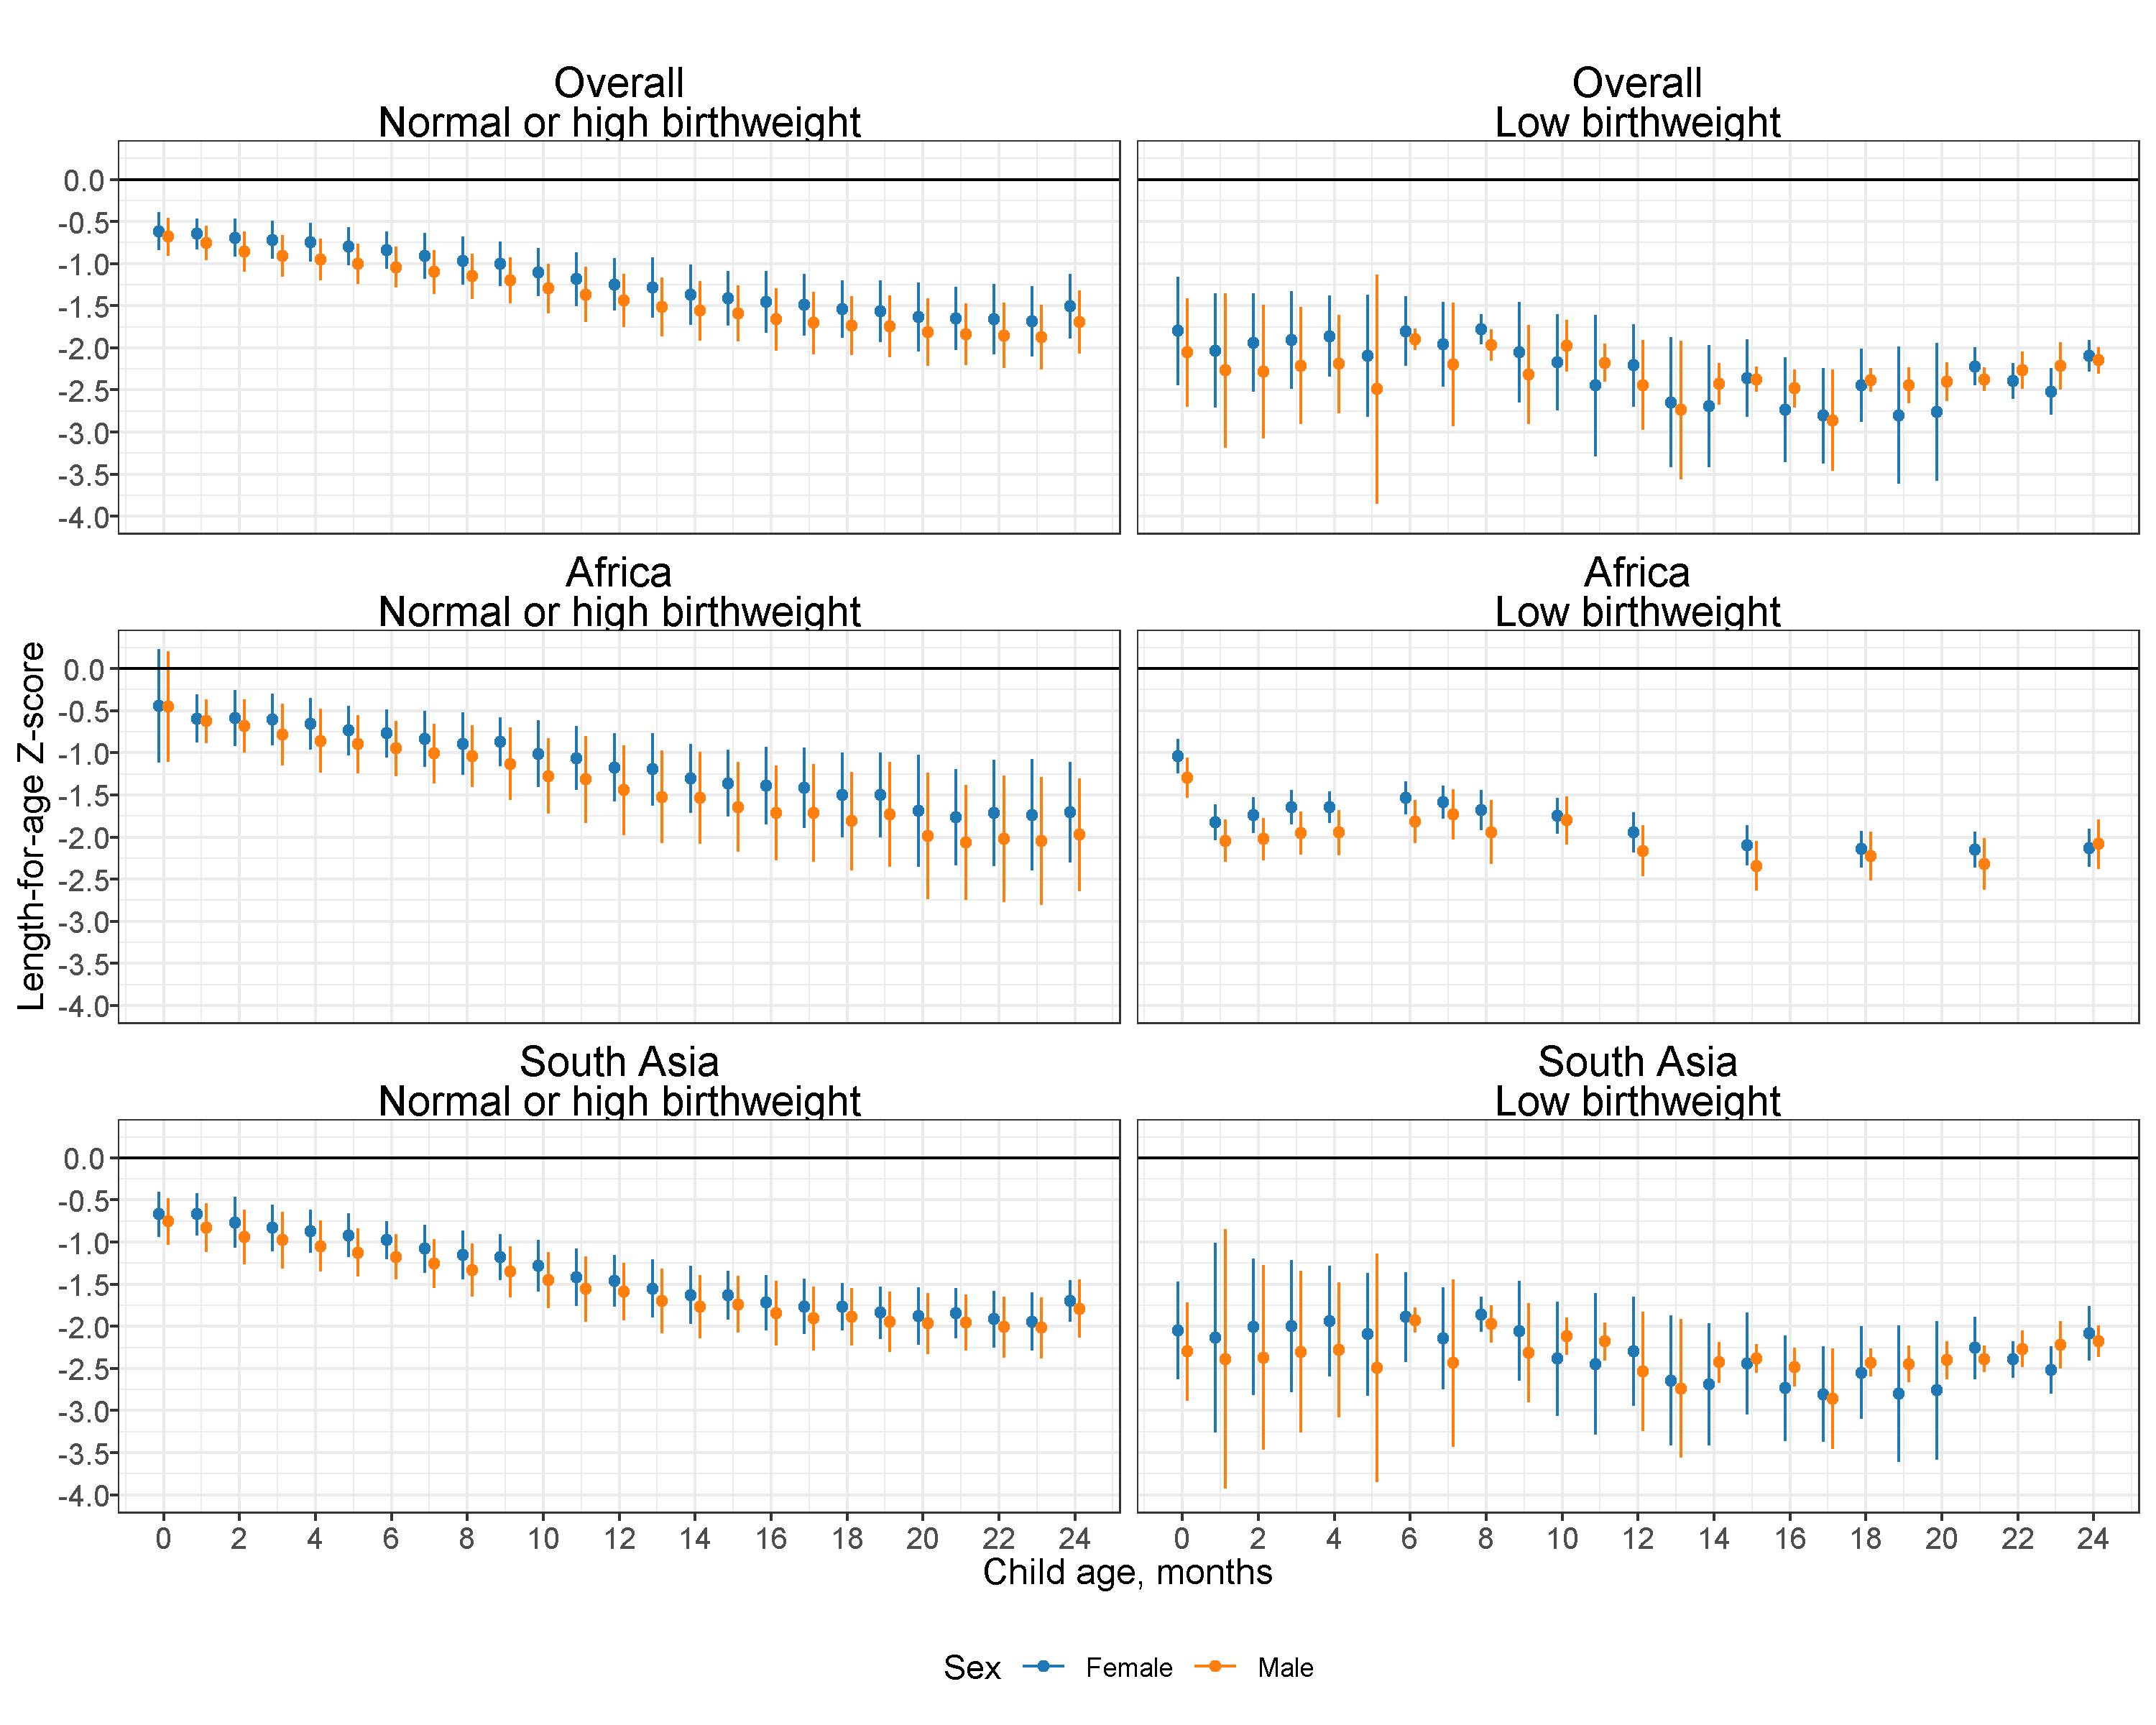 Overall
Normal or high birthweight
Overall
Low birthweight
0.0
-0.5
-1.0
-1.5
-2.0
-2.5
-3.0
-3.5
-4.0
Africa
Normal or high birthweight
Africa
Low birthweight
Length-for-age Z-score
0.0
-0.5
-1.0
-1.5
-2.0
-2.5
-3.0
-3.5
-4.0
South Asia
Normal or high birthweight
South Asia
Low birthweight
0.0
-0.5
-1.0
-1.5
-2.0
-2.5
-3.0
-3.5
-4.0
0 2 4 6 8 10 12 14 16 18 20 22 24
0 2 4 6 8 10 12 14 16 18 20 22 24
Child age, months
Sex Female Male